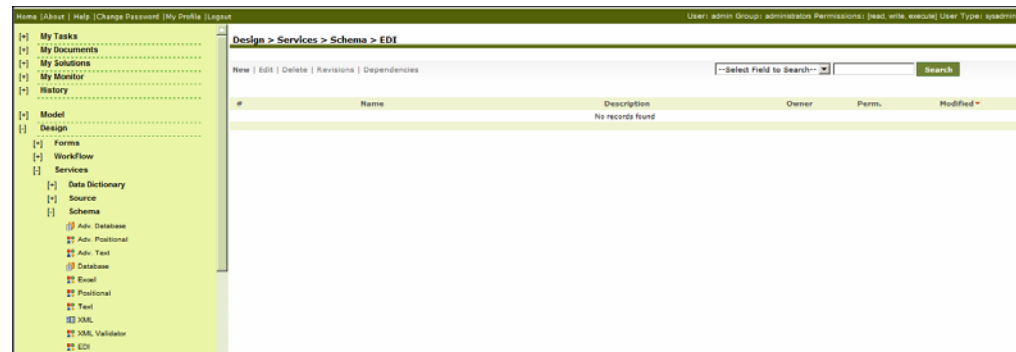 Home |About | Help |Change Password |My Profile |Logout
User: admin Group: administrators Permissions: [read, write, execute] User Type: sysadmin
[+] My Tasks
[+] My Documents
[+] My Solutions
[+] My Monitor
[+] History
[+] Model
[-] Design
[+] Forms
[+] WorkFlow
[-] Services
[+] Data Dictionary
[+] Source
[-] Schema
Adv. Database
Adv. Positional
Adv. Text
Database
Excel
Positional
Text
XML
XML Validator
EDI
Design > Services > Schema > EDI
New | Edit | Delete | Revisions | Dependencies
--Select Field to Search-- Search
# Name Description Owner Perm. Modified
No records found